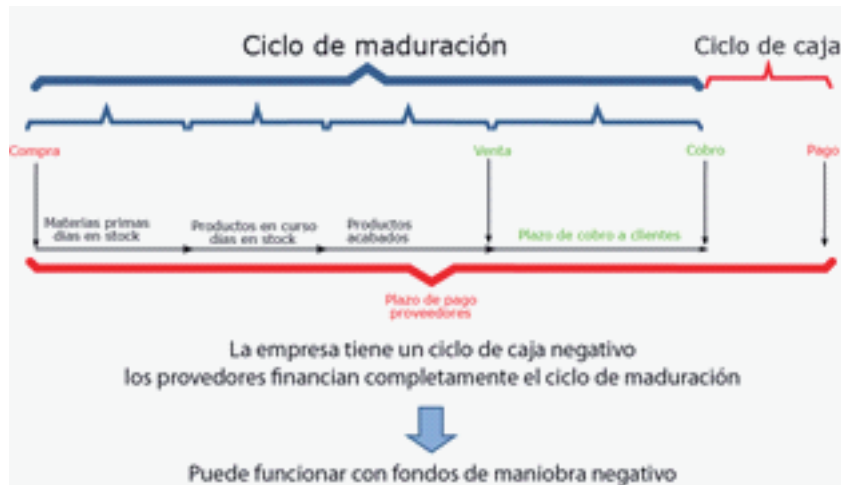 Ciclo de maduración
Ciclo de caja
Compra
Venta
Cobro
Pago
Materias primas
días en stock
Productos en curso
días en stock
Productos
acabados
Plazo de cobro a clientes
Plazo de pago
proveedores
La empresa tiene un ciclo de caja negativo
los provedores financian completamente el ciclo de maduración
Puede funcionar con fondos de maniobra negativo